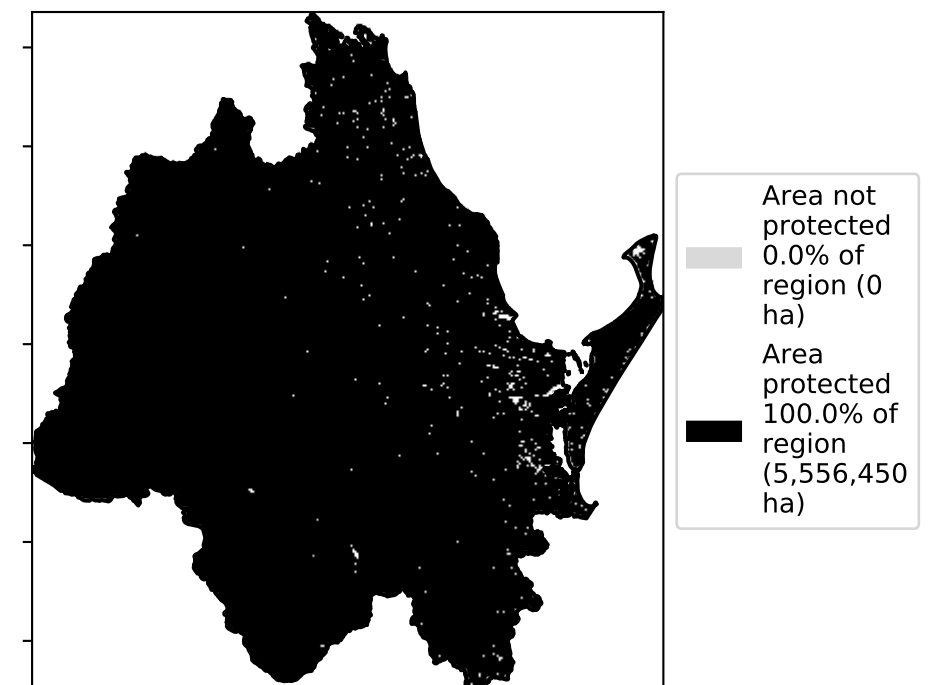 Area not
protected
0.0% of
region (0
ha)
Area
protected
100.0% of
region
(5,556,450
ha)